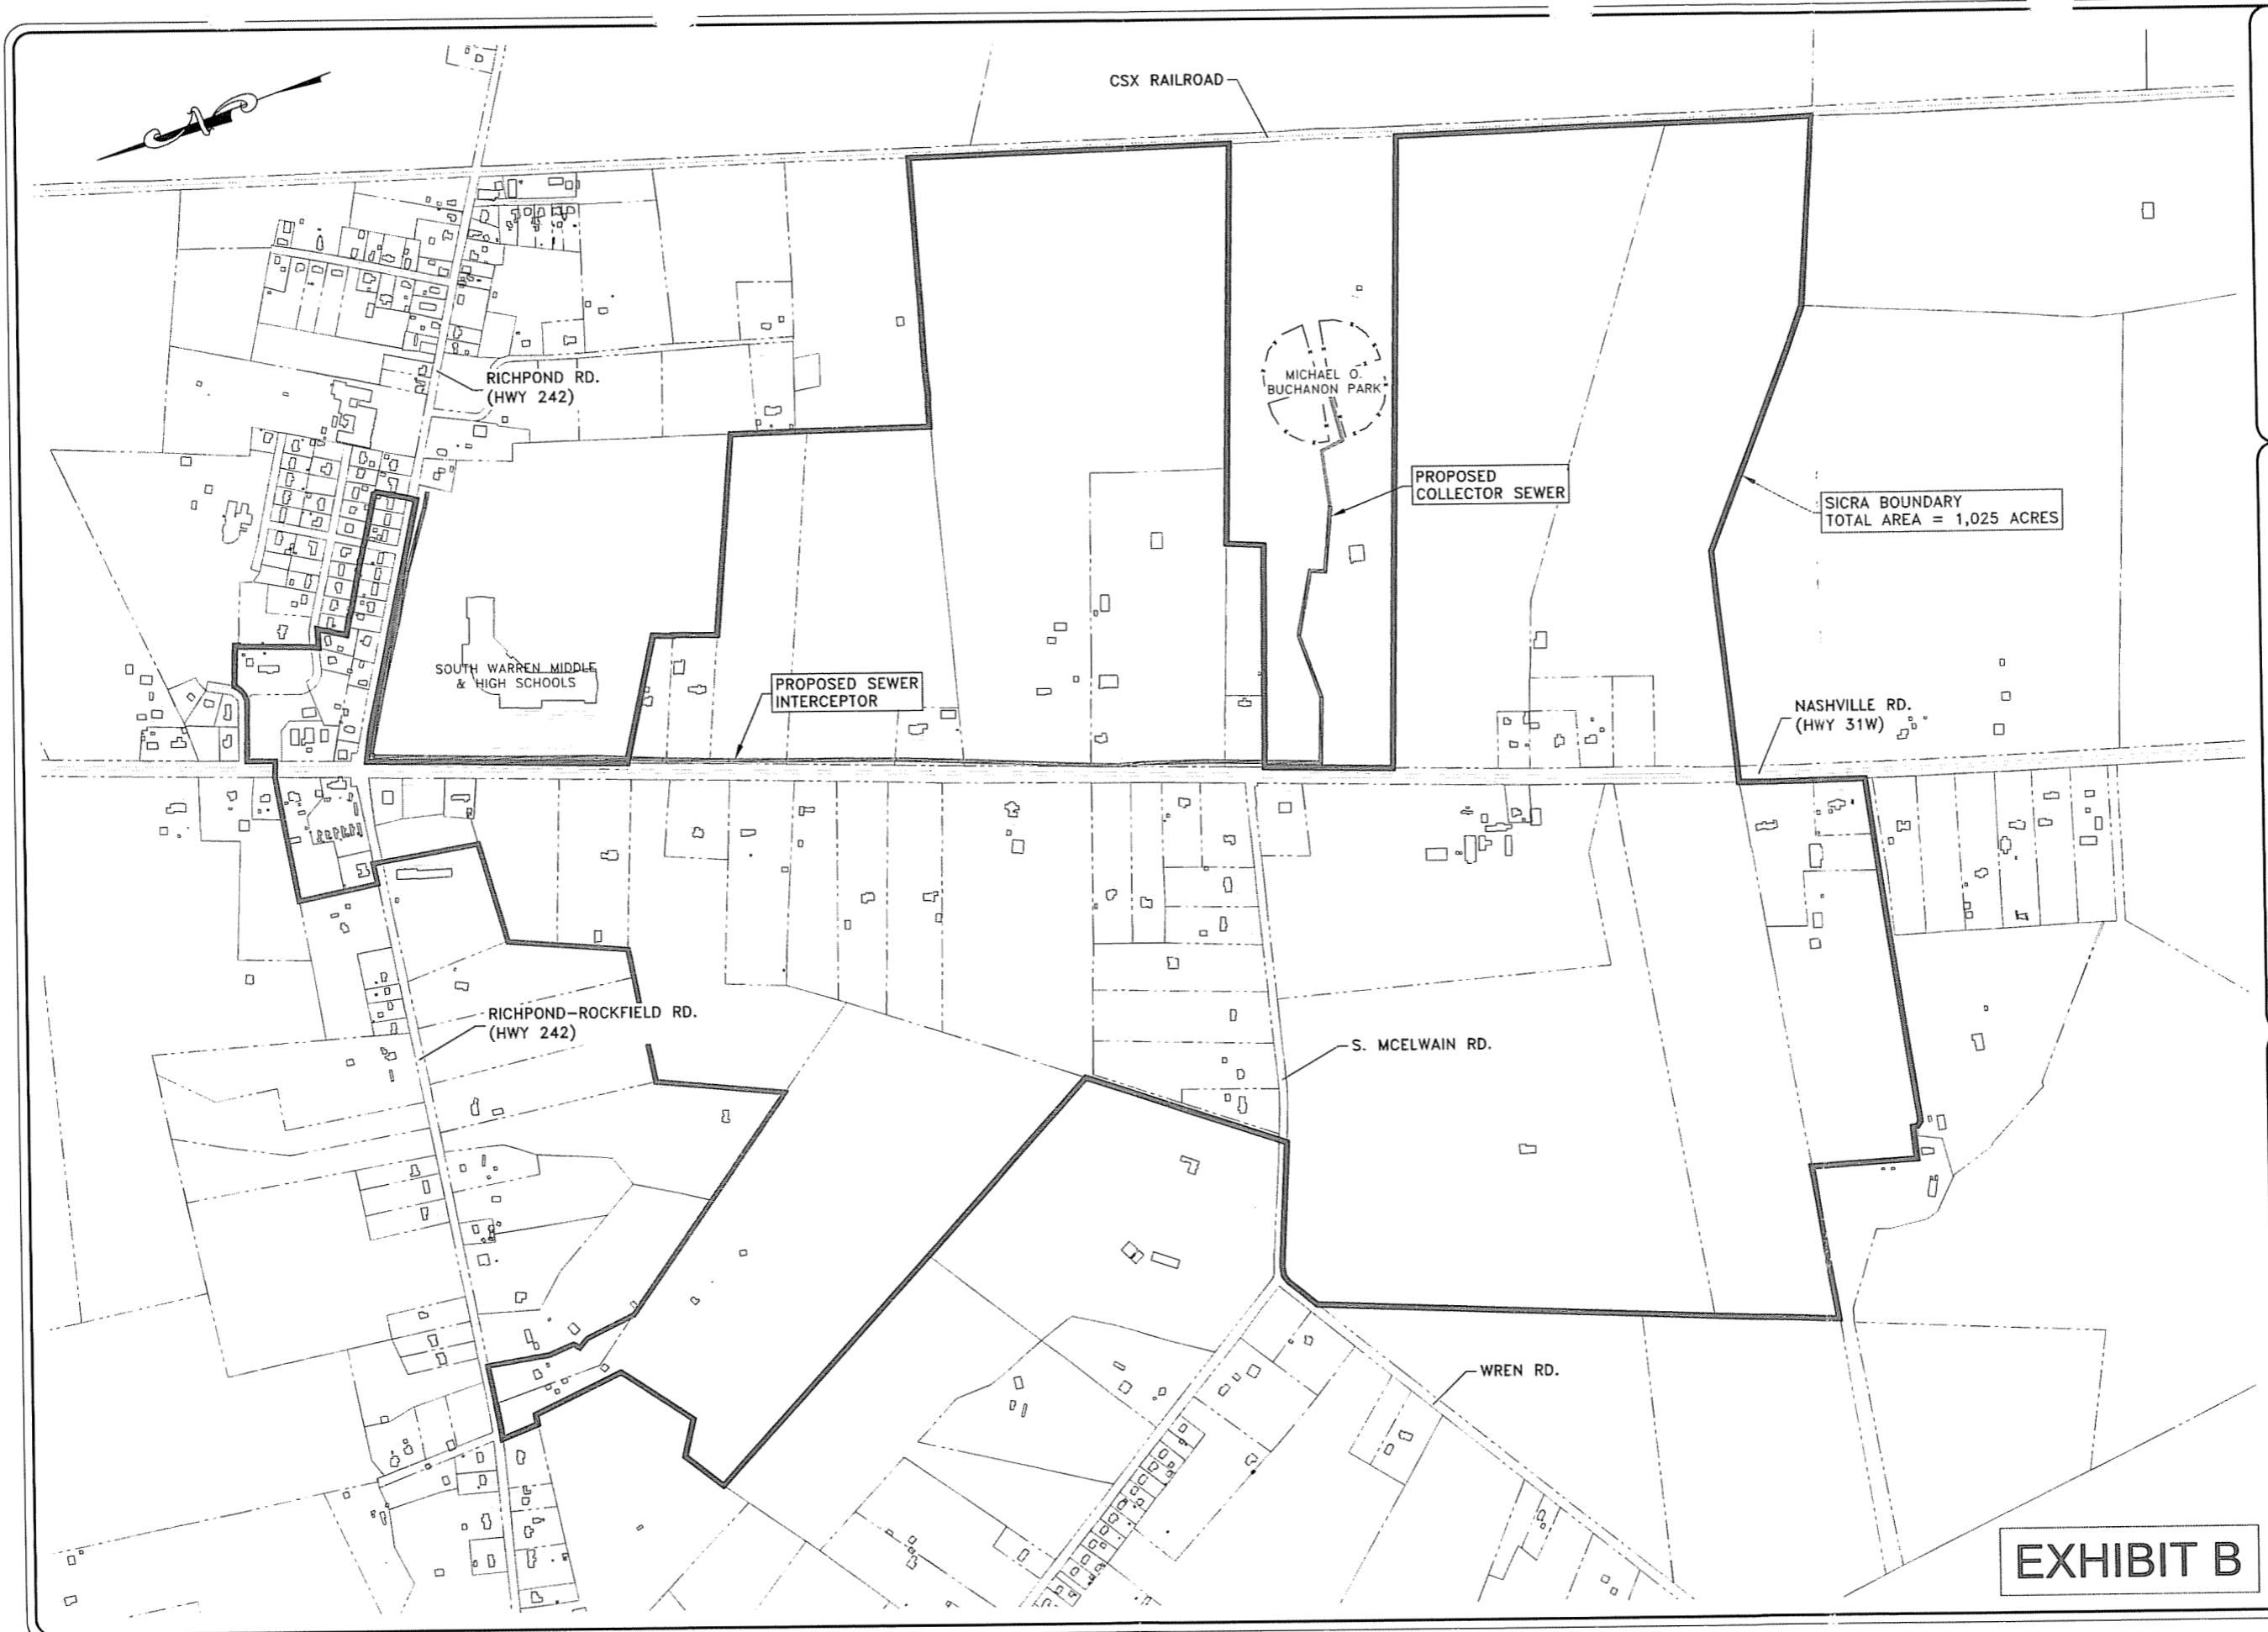 N
CSX RAILROAD
RICHPOND RD.
(HWY 242)
MICHAEL O.
BUCHANON PARK
PROPOSED
COLLECTOR SEWER
SICRA BOUNDARY
TOTAL AREA = 1,025 ACRES
SOUTH WARREN MIDDLE
& HIGH SCHOOLS
PROPOSED SEWER
INTERCEPTOR
NASHVILLE RD.
(HWY 31W)
RICHPOND-ROCKFIELD RD.
(HWY 242)
S. MCELWAIN RD.
WREN RD.
EXHIBIT B